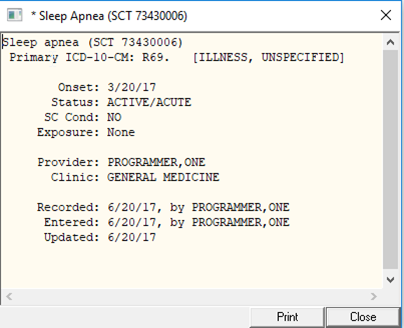 * Sleep Apnea (SCT 73430006)
Sleep apnea (SCT 73430006)
Primary ICD-10-CM: R69.   [ILLNESS, UNSPECIFIED]
Onset: 3/20/17
Status: ACTIVE/ACUTE
SC Cond: NO
Exposure: None
Provider: PROGRAMMER,ONE
Clinic: GENERAL MEDICINE
Recorded: 6/20/17, by PROGRAMMER,ONE
Entered: 6/20/17, by PROGRAMMER,ONE
Updated: 6/20/17
Print Close